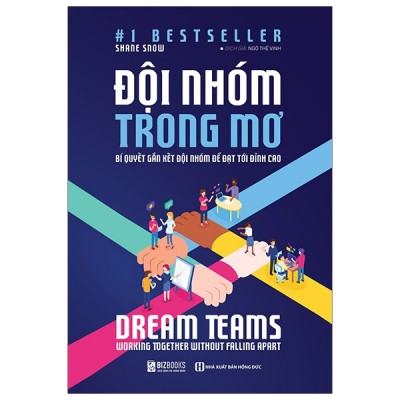 #1 BESTSELLER
SHANE SNOW
• DỊCH GIẢ: NGÔ THẾ VINH
ĐỘI NHÓM
TRONG MƠ
BÍ QUYẾT GẮN KẾT ĐỘI NHÓM ĐỂ ĐẠT TỚI ĐỈNH CAO
DREAM TEAMS
WORKING TOGETHER WITHOUT FALLING APART
BIZBOOKS
NHÀ XUẤT BẢN HỒNG ĐỨC